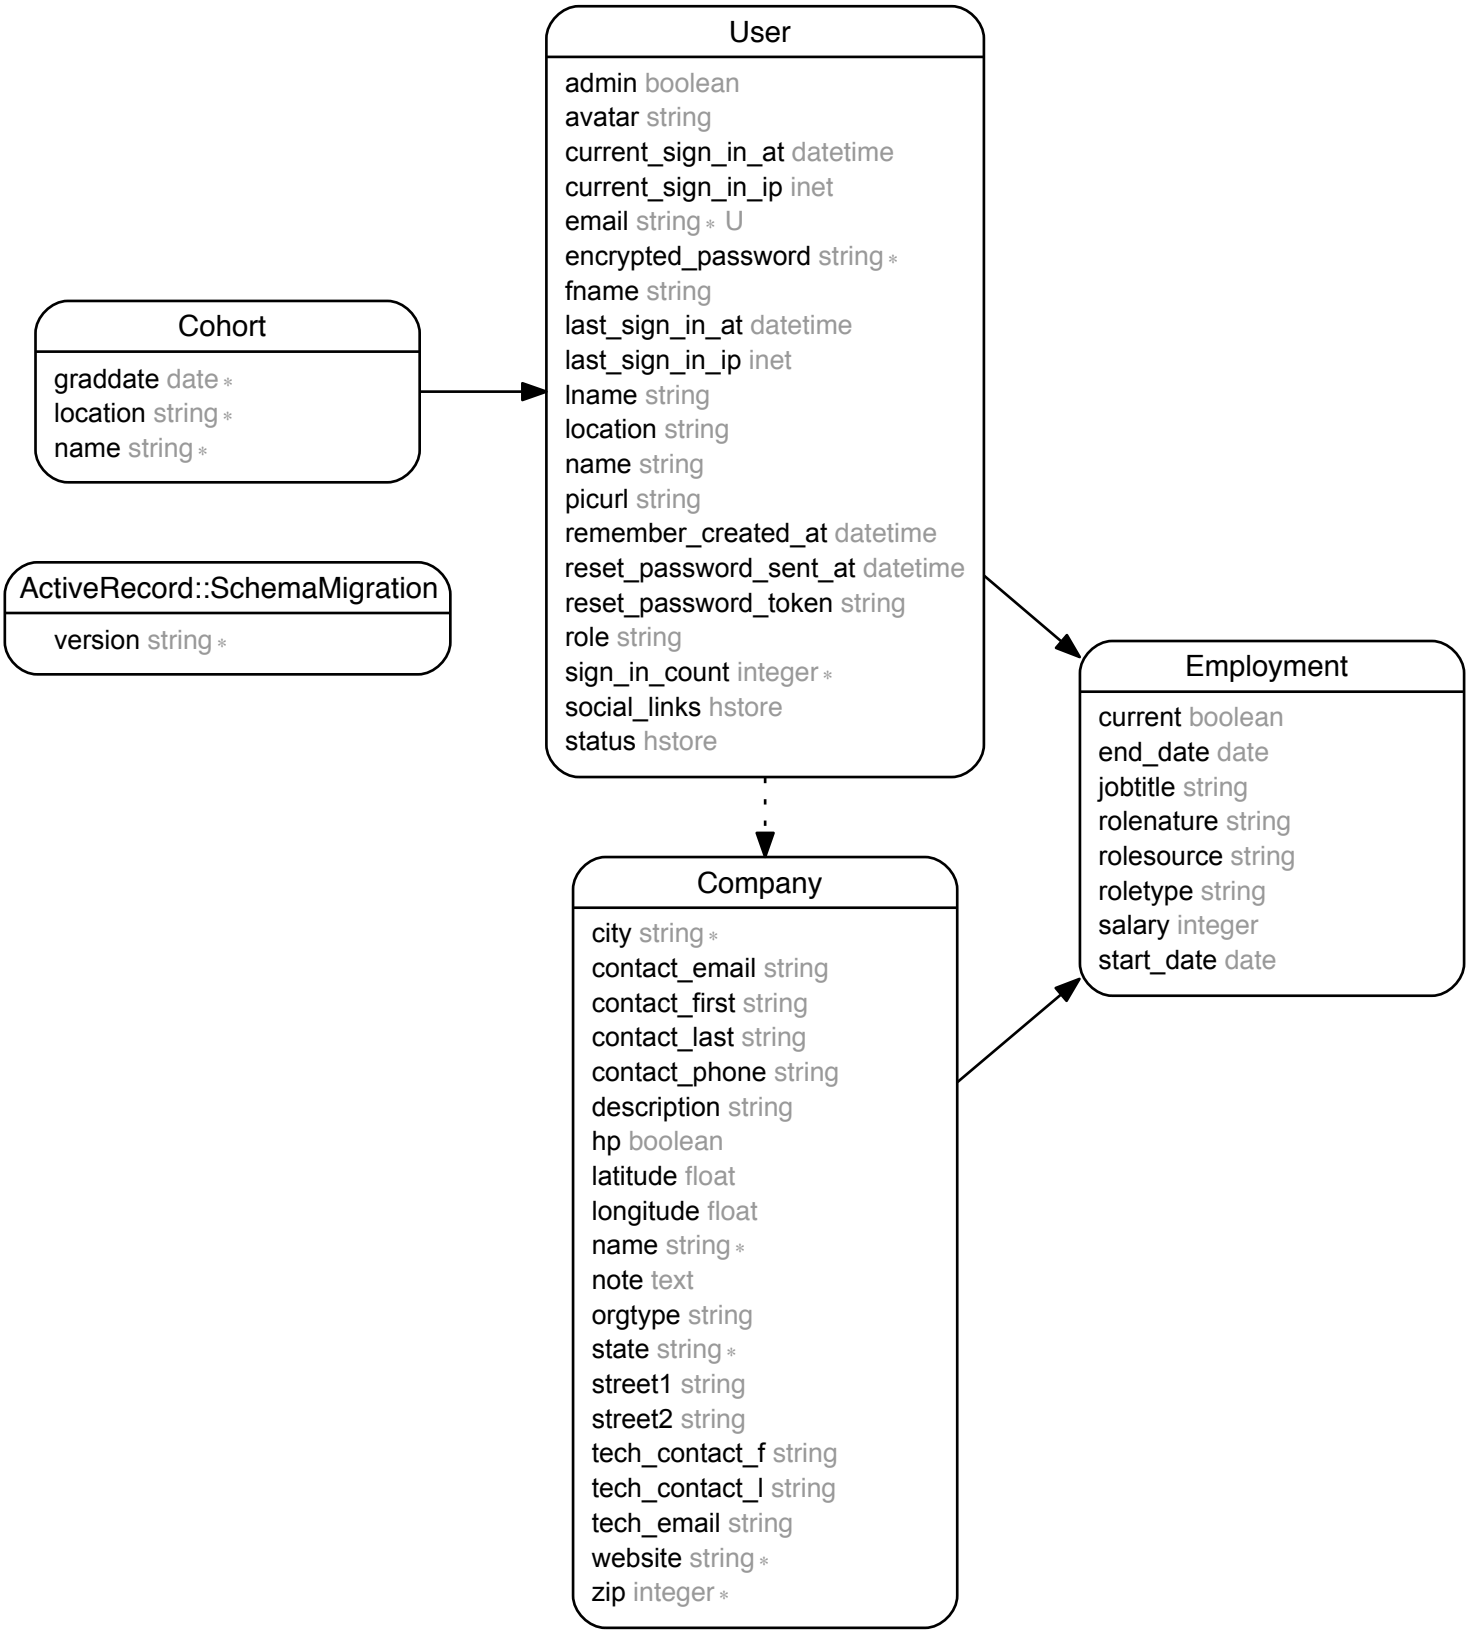 User
admin boolean
avatar string
current_sign_in_at datetime
current_sign_in_ip inet
email string* U
encrypted_password string*
fname string
last_sign_in_at datetime
last_sign_in_ip inet
lname string
location string
name string
picurl string
remember_created_at datetime
reset_password_sent_at datetime
reset_password_token string
role string
sign_in_count integer*
social_links hstore
status hstore
Cohort
graddate date*
location string*
name string*
ActiveRecord::SchemaMigration
version string*
Employment
current boolean
end_date date
jobtitle string
rolenature string
rolesource string
roletype string
salary integer
start_date date
Company
city string*
contact_email string
contact_first string
contact_last string
contact_phone string
description string
hp boolean
latitude float
longitude float
name string*
note text
orgtype string
state string*
street1 string
street2 string
tech_contact_f string
tech_contact_l string
tech_email string
website string*
zip integer*